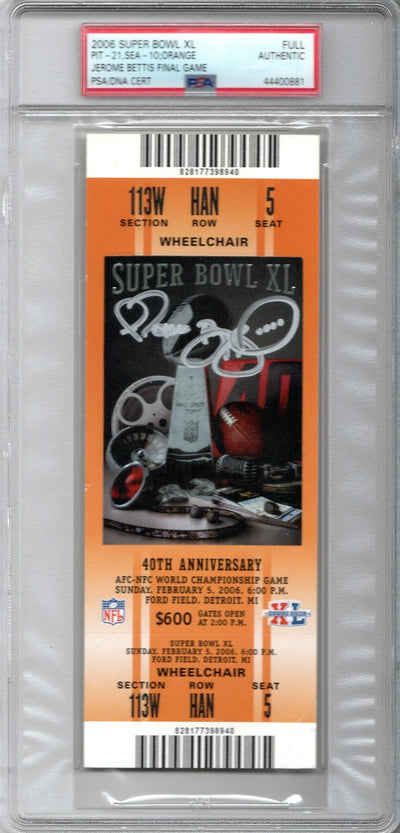 2006 SUPER BOWL XL FULL
PIT - 21, SEA - 10; ORANGE AUTHENTIC
JEROME BETTIS FINAL GAME
PSA/DNA CERT PSA 44400881
828177398940
113W HAN 5
SECTION ROW SEAT
WHEELCHAIR
SUPER BOWL XL
40TH ANNIVERSARY
AFC-NFC WORLD CHAMPIONSHIP GAME
SUNDAY, FEBRUARY 5, 2006, 6:00 P.M.
FORD FIELD, DETROIT, MI
NFL $600 GATES OPEN AT 2:00 P.M. XL
SUPER BOWL XL
SUNDAY, FEBRUARY 5, 2006, 6:00 P.M.
FORD FIELD, DETROIT, MI
WHEELCHAIR
SECTION ROW SEAT
113W HAN 5
828177398940